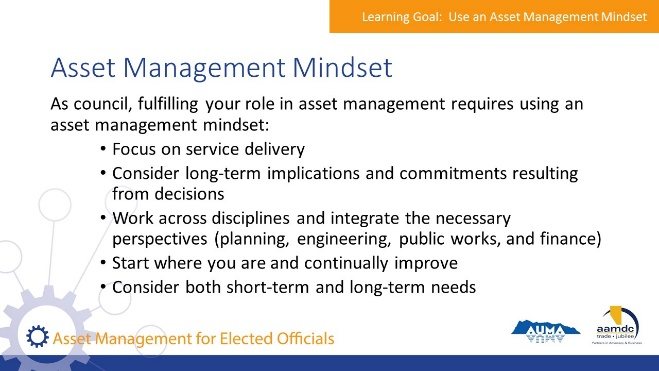 Learning Goal: Use an Asset Management Mindset
Asset Management Mindset
As council, fulfilling your role in asset management requires using an
asset management mindset:
• Focus on service delivery
• Consider long-term implications and commitments resulting
from decisions
• Work across disciplines and integrate the necessary
perspectives (planning, engineering, public works, and finance)
• Start where you are and continually improve
• Consider both short-term and long-term needs
Asset Management for Elected Officials
AUMA
aamdc
trade • jubilee